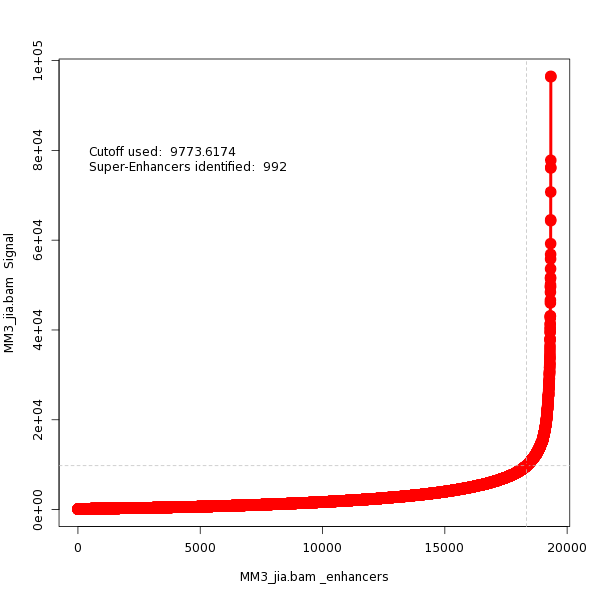 1e+05
8e+04
6e+04
4e+04
2e+04
0e+00
MM3_jia.bam Signal
Cutoff used: 9773.6174
Super-Enhancers identified: 992
0 5000 10000 15000 20000
MM3_jia.bam _enhancers